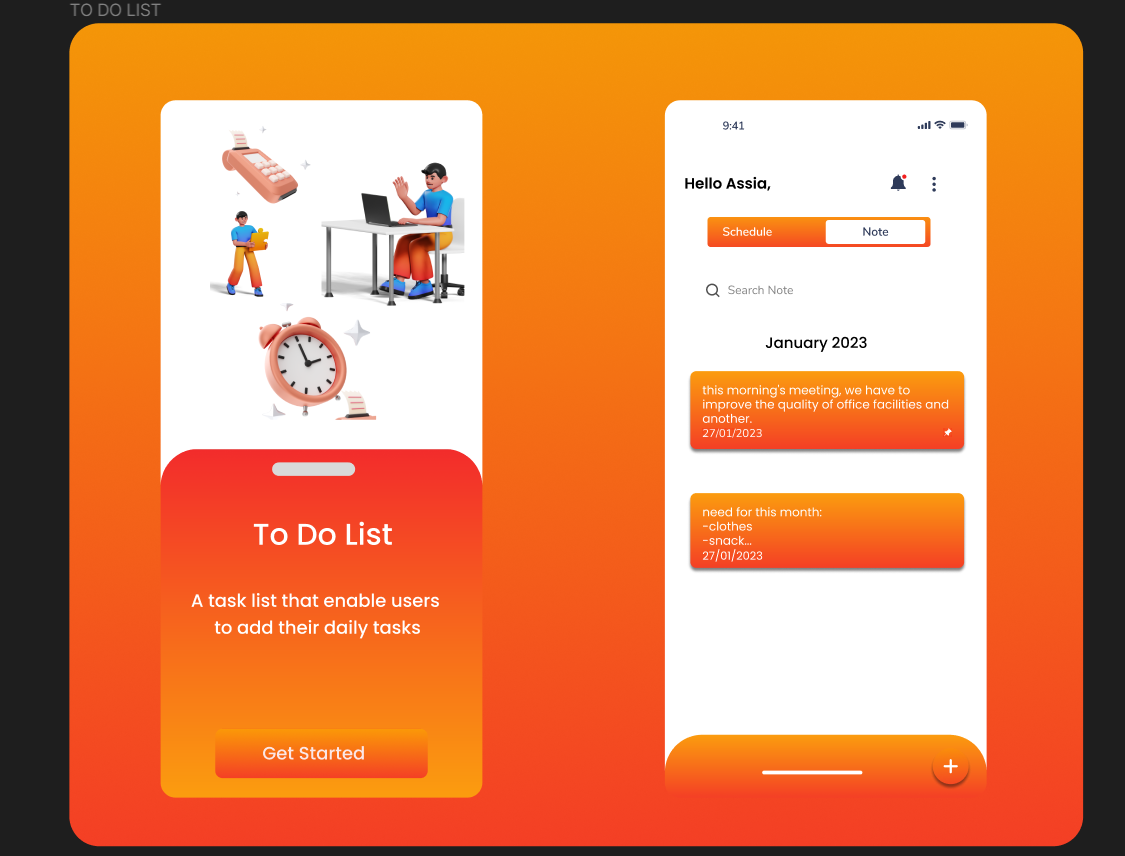 TO DO LIST
To Do List
A task list that enable users
to add their daily tasks
Get Started
9:41
Hello Assia,
Schedule
Note
Search Note
January 2023
this morning's meeting, we have to
improve the quality of office facilities and
another.
27/01/2023
need for this month:
-clothes
-snack...
27/01/2023